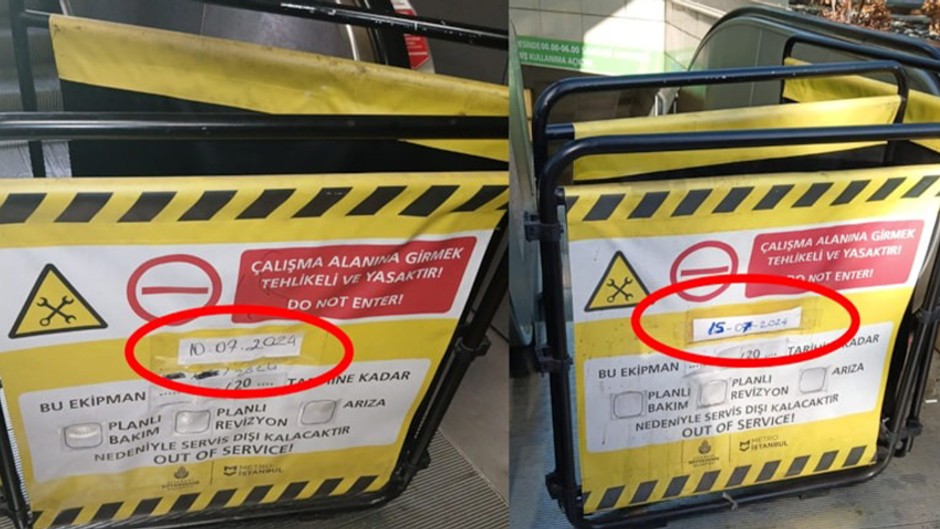 ÇALIŞMA ALANINA GİRMEK
TEHLİKELİ VE YASAKTIR!
DO NOT ENTER!
10-07-2024
BU EKİPMAN ...... /20 .... TARİHİNE KADAR
PLANLI
BAKIM
PLANLI
REVİZYON
ARIZA
NEDENİYLE SERVİS DIŞI KALACAKTIR
OUT OF SERVICE!
METRO
İSTANBUL
00.00-06.00
ÇALIŞMA ALANINA GİRMEK
TEHLİKELİ VE YASAKTIR!
DO NOT ENTER!
15-07-2024
BU EKİPMAN ...... /20 .... TARİHİNE KADAR
PLANLI
BAKIM
PLANLI
REVİZYON
ARIZA
NEDENİYLE SERVİS DIŞI KALACAKTIR
OUT OF SERVICE!
METRO
İSTANBUL